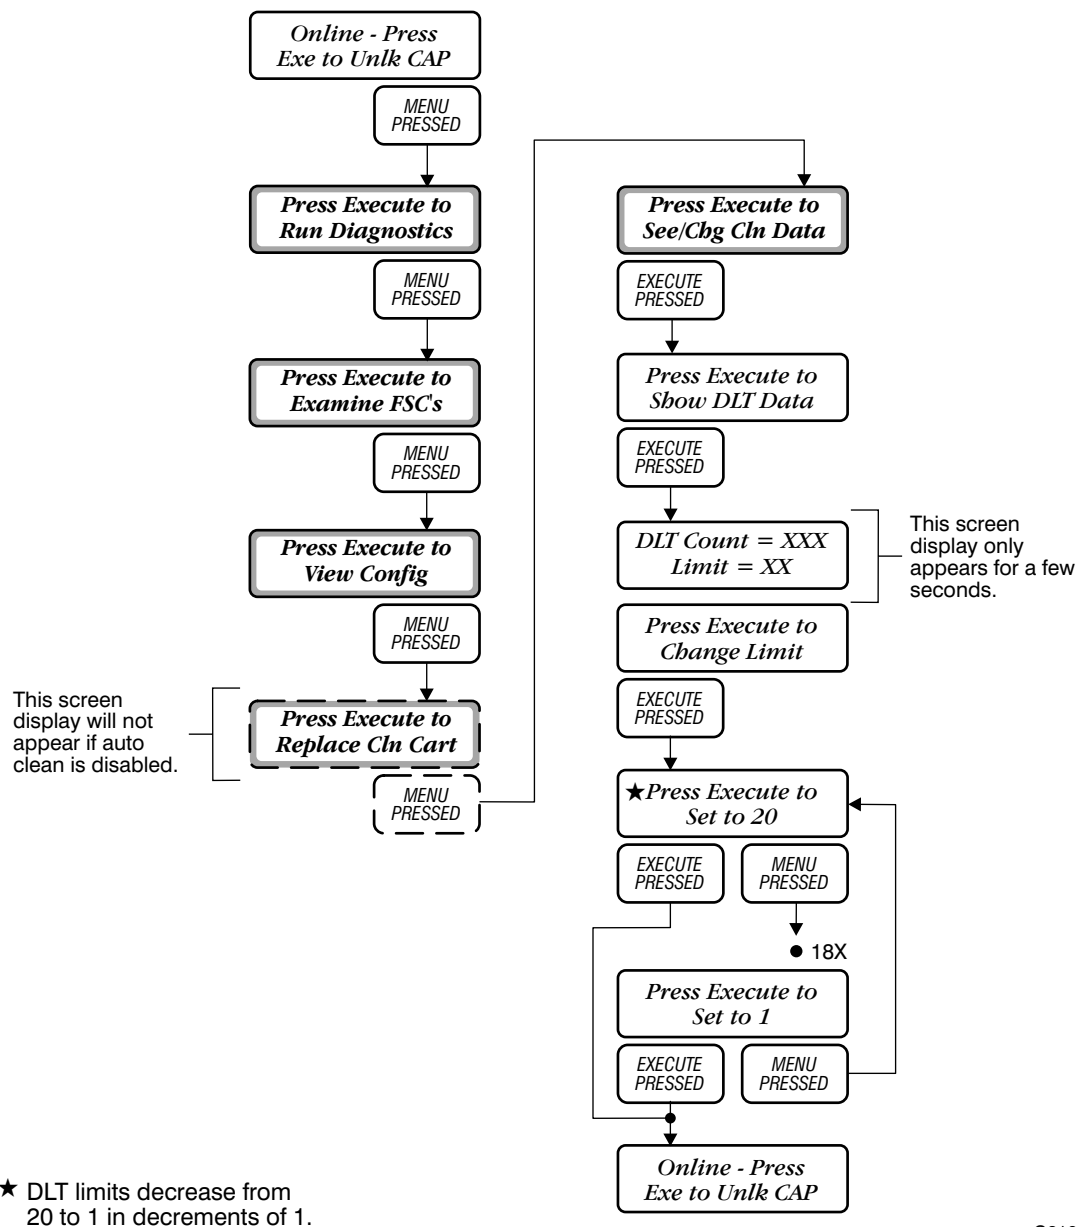 Online - Press
Exe to Unlk CAP
MENU
PRESSED
Press Execute to
Run Diagnostics
MENU
PRESSED
Press Execute to
Examine FSC's
MENU
PRESSED
Press Execute to
View Config
MENU
PRESSED
This screen
display will not
appear if auto
clean is disabled.
Press Execute to
Replace Cln Cart
MENU
PRESSED
Press Execute to
See/Chg Cln Data
EXECUTE
PRESSED
Press Execute to
Show DLT Data
EXECUTE
PRESSED
DLT Count = XXX
Limit = XX
This screen
display only
appears for a few
seconds.
Press Execute to
Change Limit
EXECUTE
PRESSED
★Press Execute to
Set to 20
EXECUTE
PRESSED
MENU
PRESSED
● 18X
Press Execute to
Set to 1
EXECUTE
PRESSED
MENU
PRESSED
Online - Press
Exe to Unlk CAP
★ DLT limits decrease from
20 to 1 in decrements of 1.